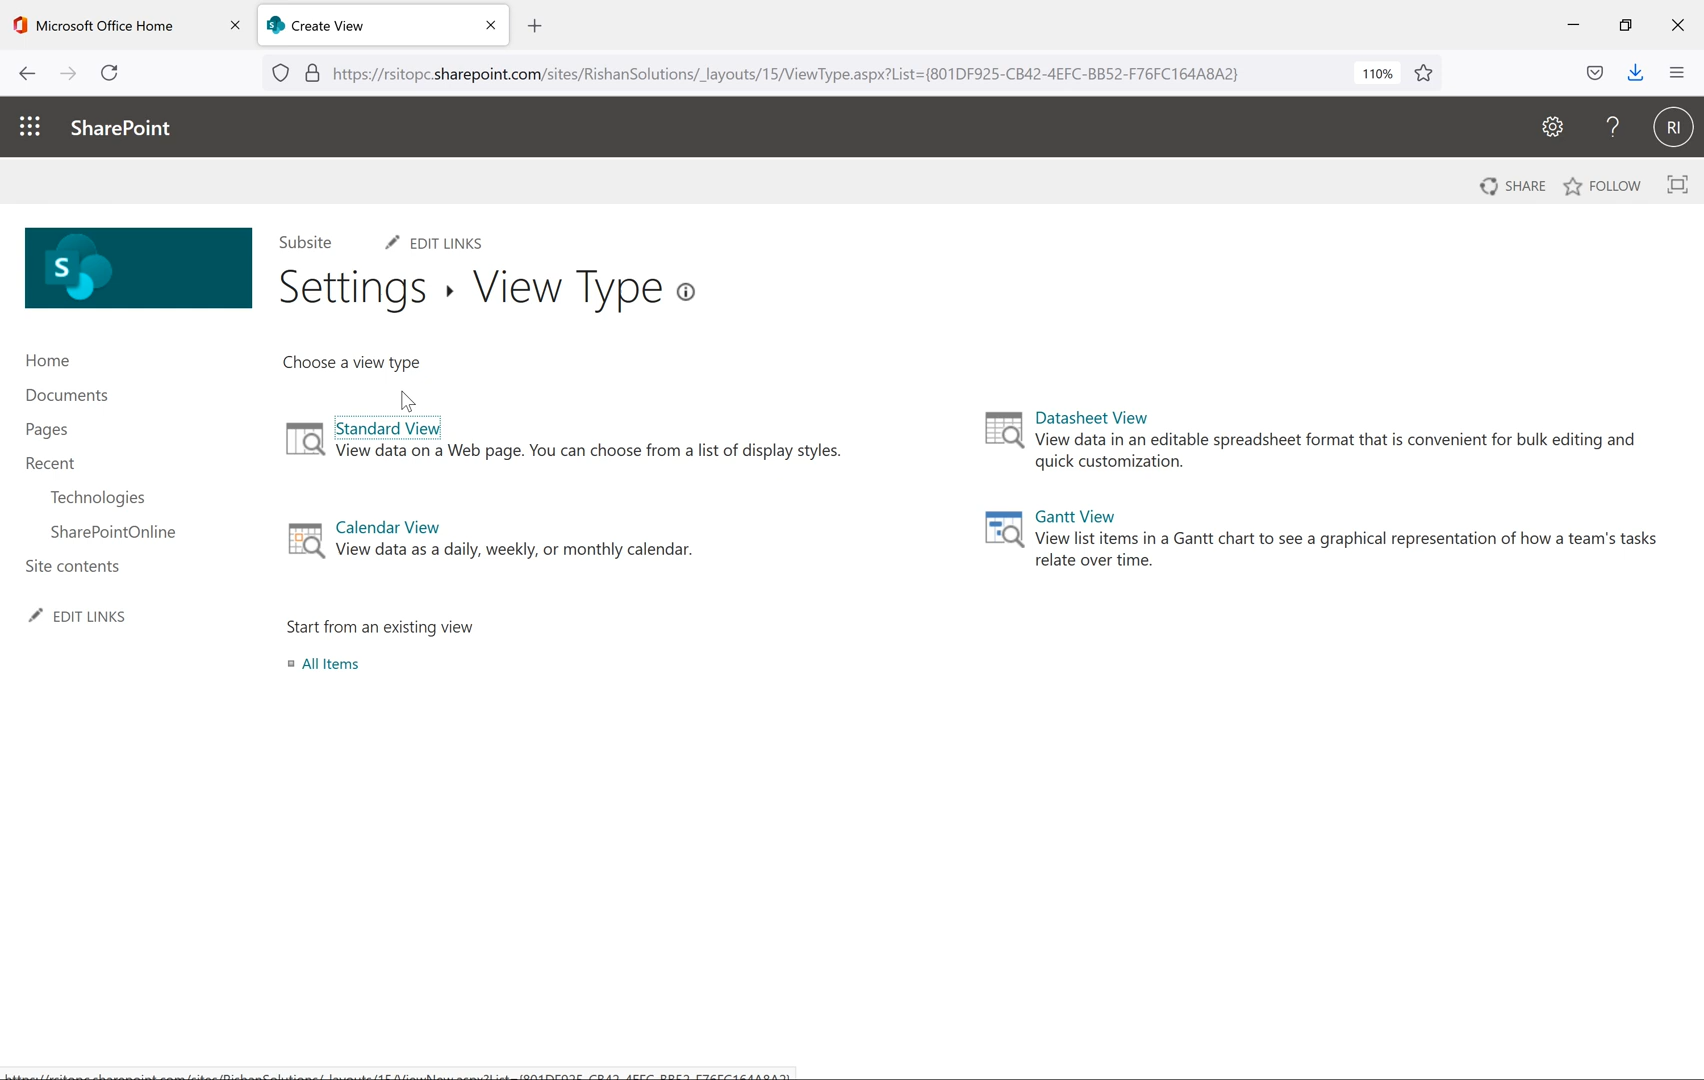 Microsoft Office Home
Create View
https://rsitopc.sharepoint.com/sites/RishanSolutions/_layouts/15/ViewType.aspx?List={801DF925-CB42-4EFC-BB52-F76FC164A8A2}
110%
SharePoint
RI
SHARE
FOLLOW
S
Subsite
EDIT LINKS
Settings ▸ View Type
Home
Documents
Pages
Recent
Technologies
SharePointOnline
Site contents
EDIT LINKS
Choose a view type
Standard View
View data on a Web page. You can choose from a list of display styles.
Datasheet View
View data in an editable spreadsheet format that is convenient for bulk editing and
quick customization.
Calendar View
View data as a daily, weekly, or monthly calendar.
Gantt View
View list items in a Gantt chart to see a graphical representation of how a team's tasks
relate over time.
Start from an existing view
All Items